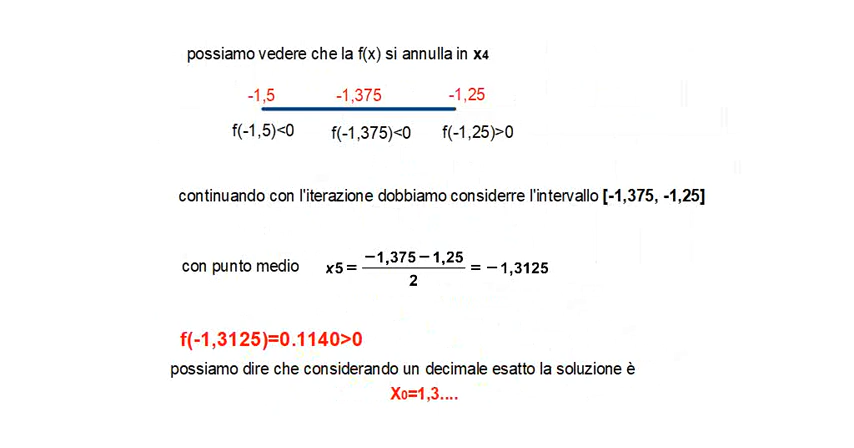 possiamo vedere che la f(x) si annulla in x4
-1,5 -1,375 -1,25
f(-1,5)<0 f(-1,375)<0 f(-1,25)>0
continuando con l'iterazione dobbiamo considerre l'intervallo [-1,375, -1,25]
con punto medio x5 = (−1,375 − 1,25) / 2 = −1,3125
f(-1,3125)=0.1140>0
possiamo dire che considerando un decimale esatto la soluzione è
X0=1,3....